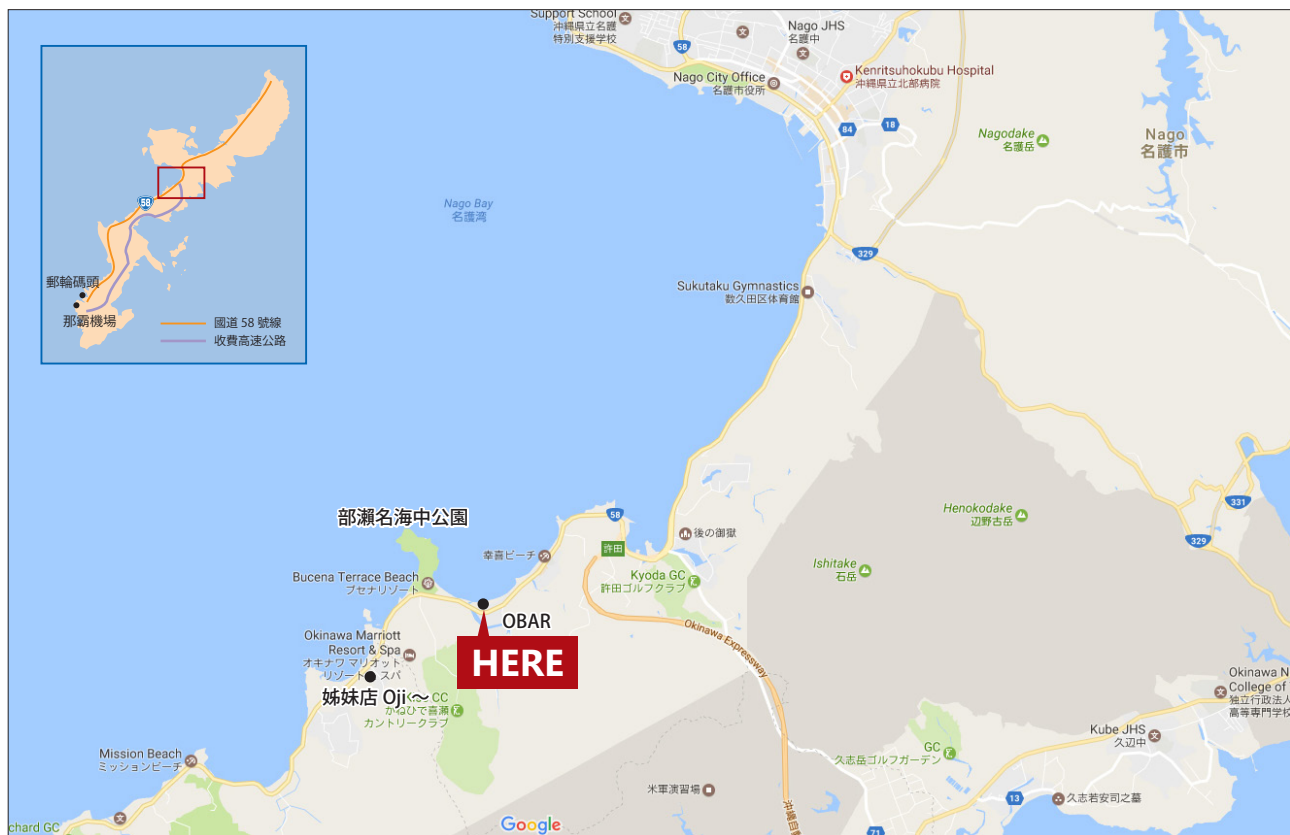 Support School
沖縄県立名護
特別支援学校
58
Nago JHS
名護中
Kenritsuhokubu Hospital
沖縄県立北部病院
Nago City Office
名護市役所
84
18
Nagodake
名護岳
Nago
名護市
Nago Bay
名護湾
58
郵輪碼頭
那霸機場
國道 58 號線
收費高速公路
329
Sukutaku Gymnastics
数久田区体育館
331
329
Henokodake
辺野古岳
Ishitake
石岳
部瀬名海中公園
58
後の御獄
幸喜ビーチ
許田
Kyoda GC
許田ゴルフクラブ
Bucena Terrace Beach
ブセナリゾート
OBAR
HERE
Okinawa Expressway
Okinawa Marriott
Resort & Spa
オキナワ マリオット
リゾート
スパ
姊妹店 Oji～
CC
かねひで喜瀬
カントリークラブ
Okinawa N
College of
独立行政法人
高等専門学校
Kube JHS
久辺中
Mission Beach
ミッションビーチ
GC
久志岳ゴルフガーデン
米軍演習場
13
久志若安司之墓
沖縄自
71
chard GC
Google